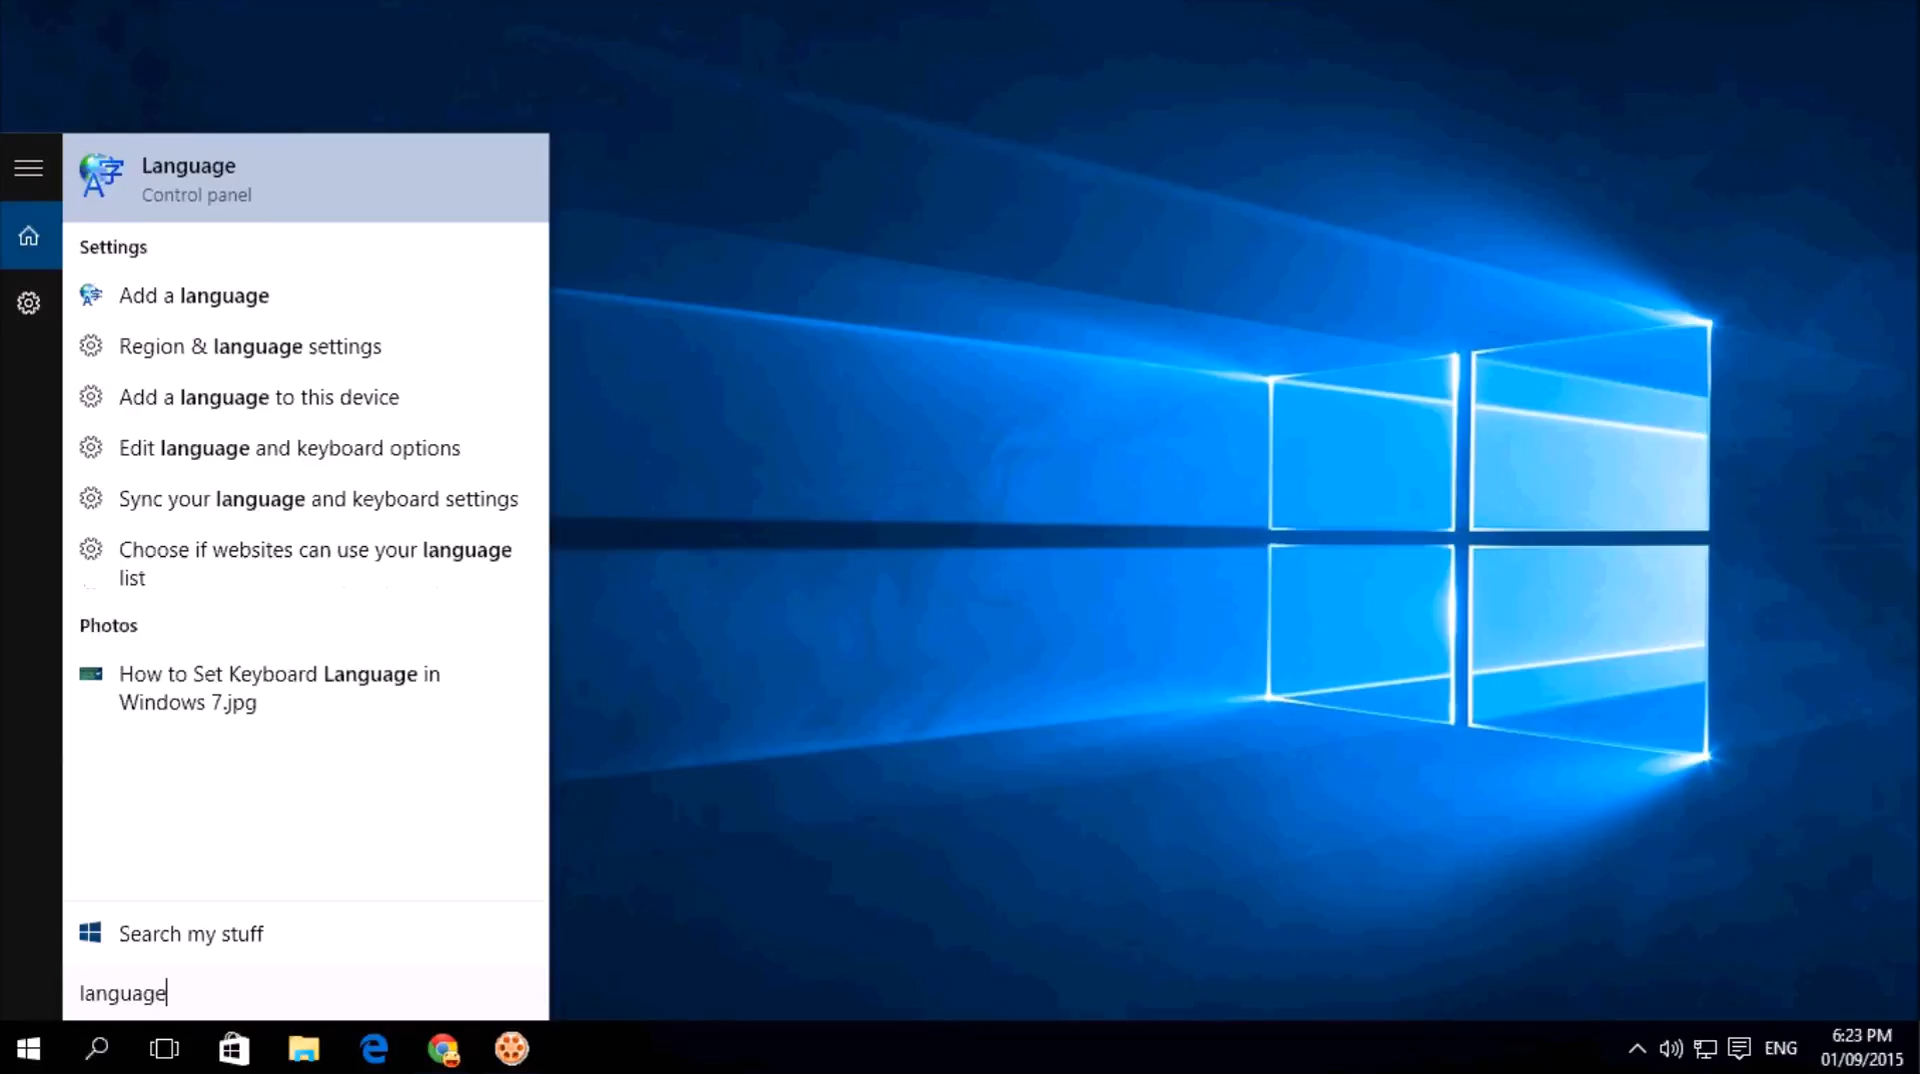 Language
Control panel
Settings
Add a language
Region & language settings
Add a language to this device
Edit language and keyboard options
Sync your language and keyboard settings
Choose if websites can use your language
list
Photos
How to Set Keyboard Language in
Windows 7.jpg
Search my stuff
language
ENG
6:23 PM
01/09/2015